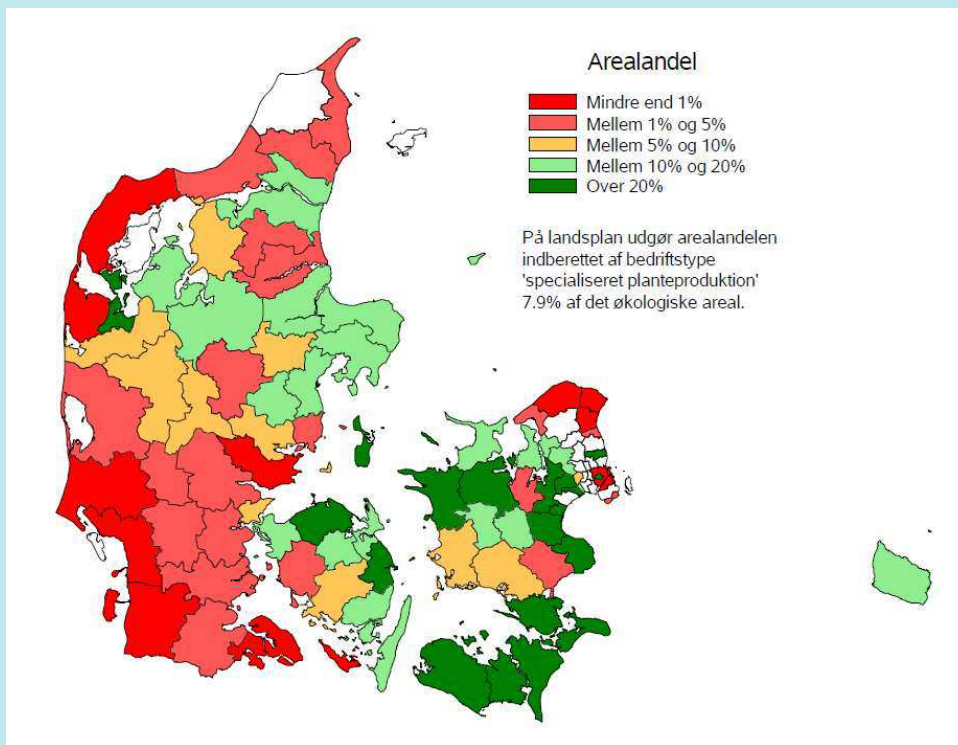 Arealandel
Mindre end 1%
Mellem 1% og 5%
Mellem 5% og 10%
Mellem 10% og 20%
Over 20%
På landsplan udgør arealandelen
indberettet af bedriftstype
'specialiseret planteproduktion'
7.9% af det økologiske areal.